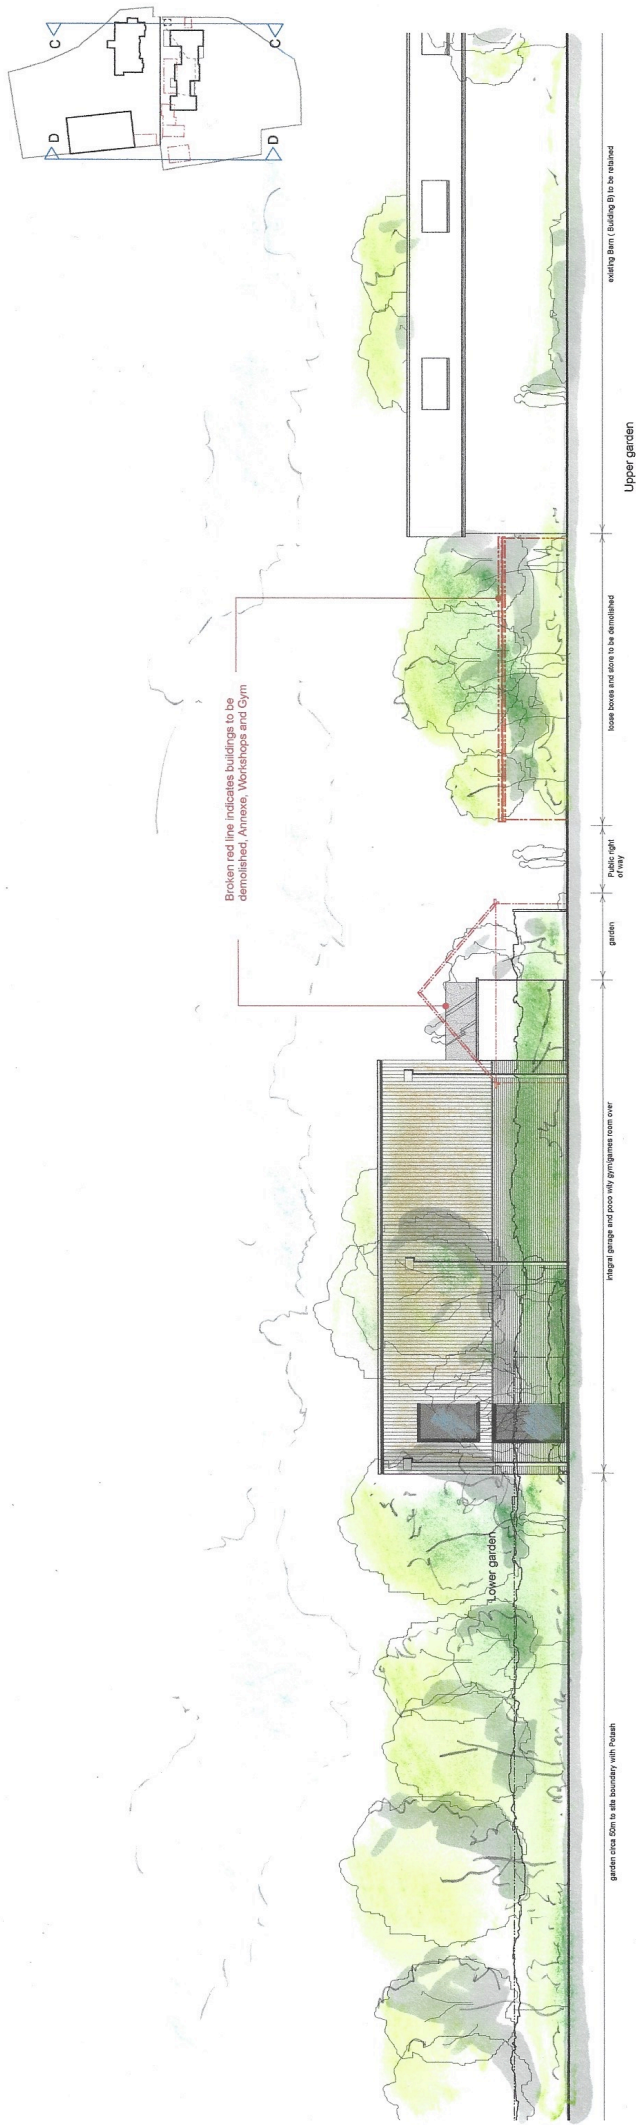 C
C
D
D
Broken red line indicates buildings to be
demolished, Annexe, Workshops and Gym
Lower garden
garden circa 50m to site boundary with Potash
integral garage and poco wity gym/games room over
garden
Public right
of way
loose boxes and store to be demolished
existing Barn ( Building B) to be retained
Upper garden